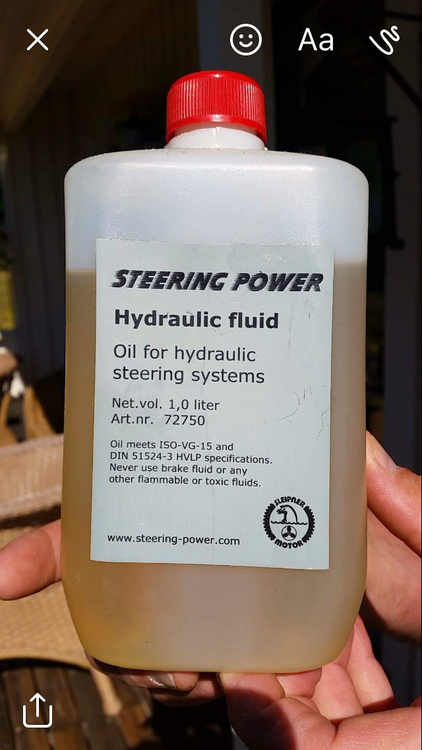 Aa
STEERING POWER
Hydraulic fluid
Oil for hydraulic
steering systems
Net.vol. 1,0 liter
Art.nr. 72750
Oil meets ISO-VG-15 and
DIN 51524-3 HVLP specifications.
Never use brake fluid or any
other flammable or toxic fluids.
www.steering-power.com
SLEIPNER
MOTOR